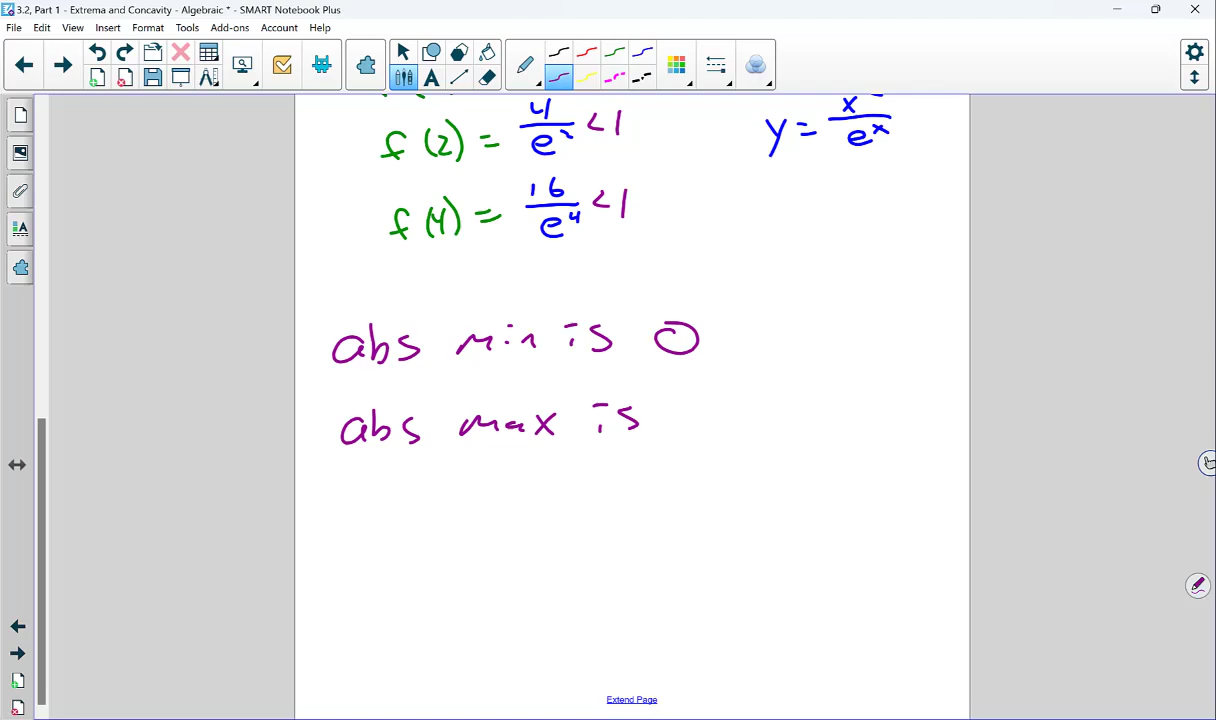 3.2, Part 1 - Extrema and Concavity - Algebraic * - SMART Notebook Plus
File Edit View Insert Format Tools Add-ons Account Help
f(2) = 4/e² <1
y = x/eˣ
f(4) = 16/e⁴ <1
abs min is 0
abs max is
Extend Page